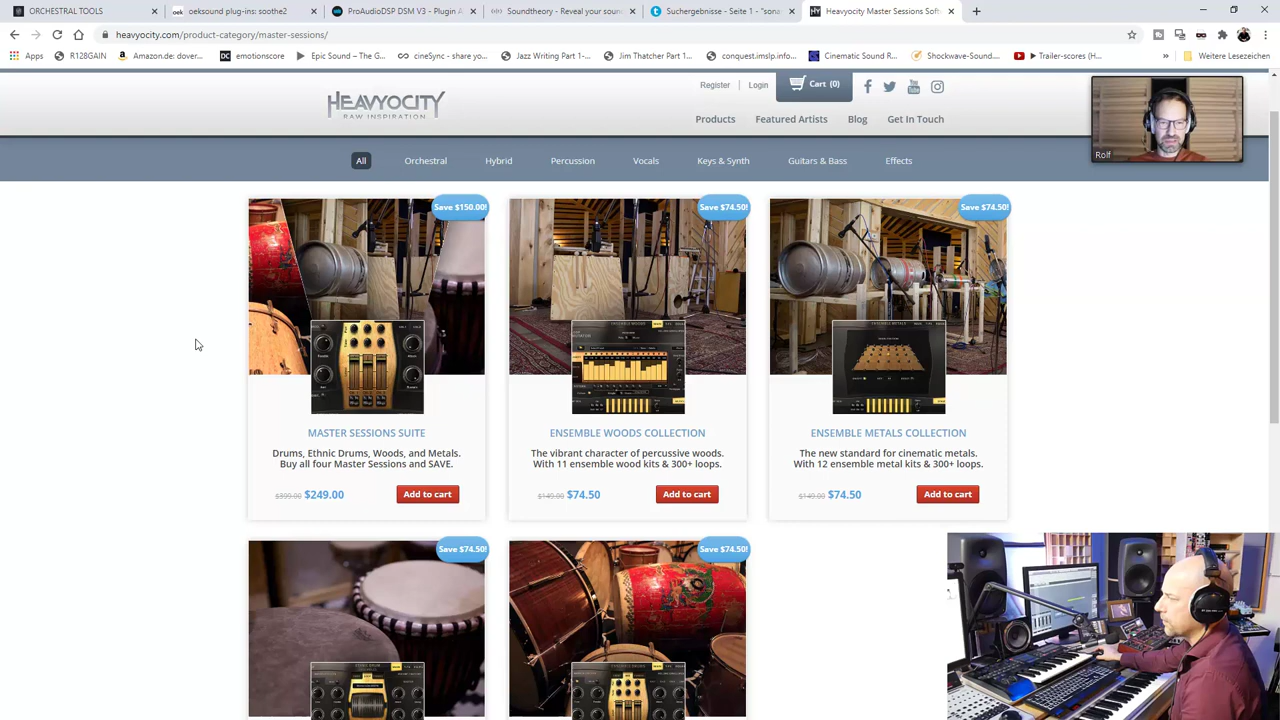 ORCHESTRAL TOOLS
oeksound plug-ins: soothe2
ProAudioDSP DSM V3 - Plugin A
Soundtheory - Reveal your soun
Suchergebnisse - Seite 1 - "sona
Heavyocity Master Sessions Soft
heavyocity.com/product-category/master-sessions/
Apps
R128GAIN
Amazon.de: dover...
emotionscore
Epic Sound – The G...
cineSync - share yo...
Jazz Writing Part 1-...
Jim Thatcher Part 1...
conquest.imslp.info...
Cinematic Sound R...
Shockwave-Sound....
Trailer-scores (H...
Weitere Lesezeichen
HEAVYOCITY
RAW INSPIRATION
Register
Login
Cart (0)
Products
Featured Artists
Blog
Get In Touch
Rolf
All
Orchestral
Hybrid
Percussion
Vocals
Keys & Synth
Guitars & Bass
Effects
Save $150.00!
Save $74.50!
Save $74.50!
MASTER SESSIONS SUITE
Drums, Ethnic Drums, Woods, and Metals.
Buy all four Master Sessions and SAVE.
$399.00 $249.00
Add to cart
ENSEMBLE WOODS COLLECTION
The vibrant character of percussive woods.
With 11 ensemble wood kits & 300+ loops.
$149.00 $74.50
Add to cart
ENSEMBLE METALS COLLECTION
The new standard for cinematic metals.
With 12 ensemble metal kits & 300+ loops.
$149.00 $74.50
Add to cart
Save $74.50!
Save $74.50!